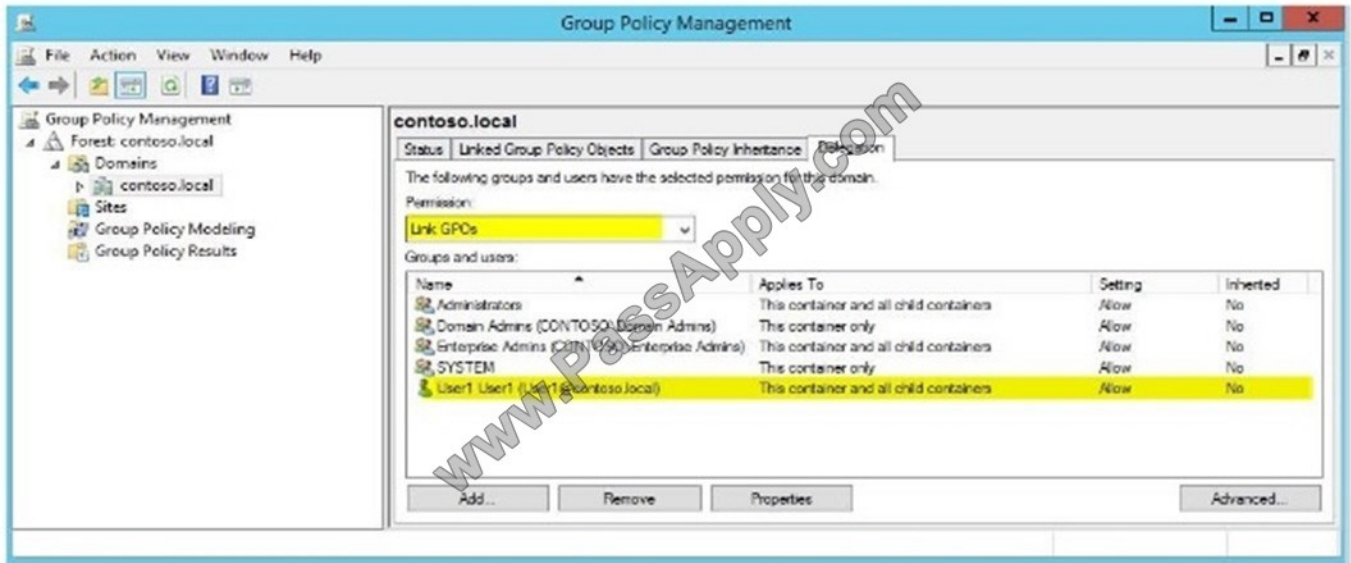 Group Policy Management
File Action View Window Help
Group Policy Management
Forest: contoso.local
Domains
contoso.local
Sites
Group Policy Modeling
Group Policy Results
contoso.local
Status Linked Group Policy Objects Group Policy Inheritance Delegation
The following groups and users have the selected permission for this domain.
Permission:
Link GPOs
Groups and users:
Name Applies To Setting Inherited
Administrators This container and all child containers Allow No
Domain Admins (CONTOSO\Domain Admins) This container only Allow No
Enterprise Admins (CONTOSO\Enterprise Admins) This container and all child containers Allow No
SYSTEM This container only Allow No
User1 User1 (User1@contoso.local) This container and all child containers Allow No
Add... Remove Properties Advanced...
www.PassApply.com